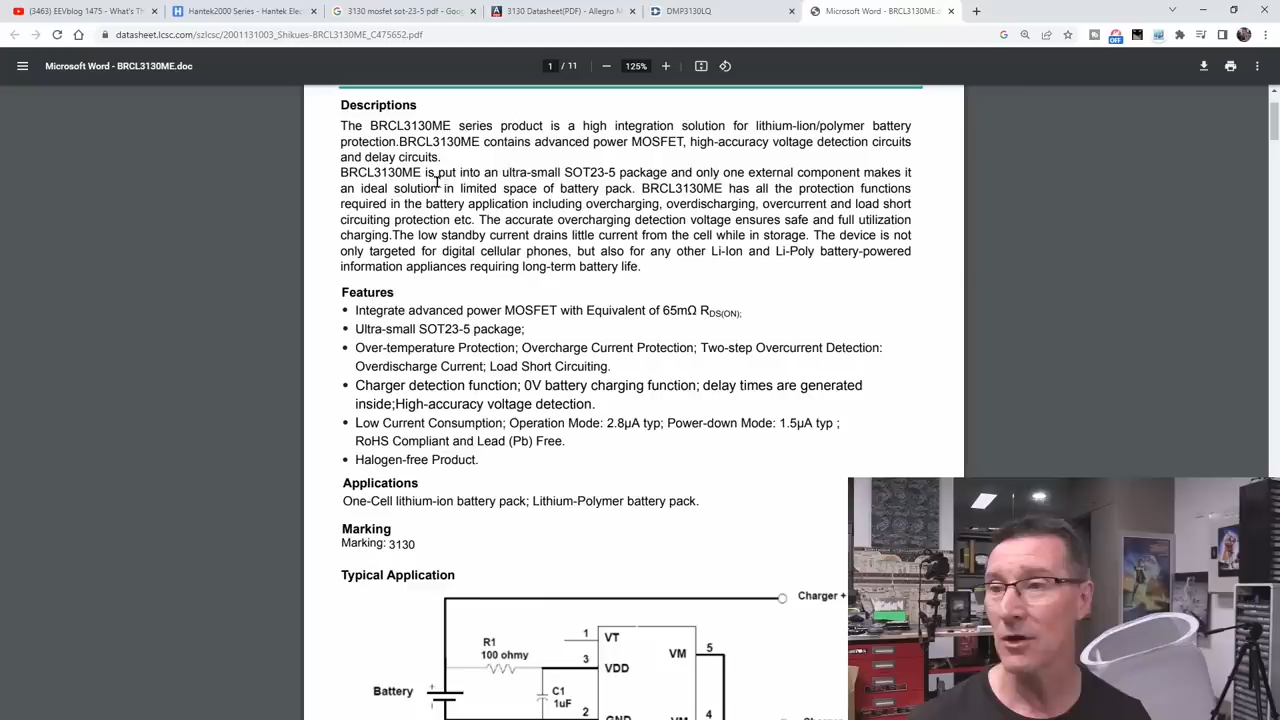 (3463) EEVblog 1475 - What's Th
Hantek2000 Series - Hantek Electr
3130 mosfet sot-23-5 pdf - Goog
3130 Datasheet(PDF) - Allegro M
DMP3130LQ
Microsoft Word - BRCL3130ME.d
datasheet.lcsc.com/szlcsc/2001131003_Shikues-BRCL3130ME_C475652.pdf
OFF
Microsoft Word - BRCL3130ME.doc
1 / 11
125%
Descriptions
The BRCL3130ME series product is a high integration solution for lithium-lion/polymer battery
protection.BRCL3130ME contains advanced power MOSFET, high-accuracy voltage detection circuits
and delay circuits.
BRCL3130ME is put into an ultra-small SOT23-5 package and only one external component makes it
an ideal solution in limited space of battery pack. BRCL3130ME has all the protection functions
required in the battery application including overcharging, overdischarging, overcurrent and load short
circuiting protection etc. The accurate overcharging detection voltage ensures safe and full utilization
charging.The low standby current drains little current from the cell while in storage. The device is not
only targeted for digital cellular phones, but also for any other Li-Ion and Li-Poly battery-powered
information appliances requiring long-term battery life.
Features
• Integrate advanced power MOSFET with Equivalent of 65mΩ RDS(ON);
• Ultra-small SOT23-5 package;
• Over-temperature Protection; Overcharge Current Protection; Two-step Overcurrent Detection:
Overdischarge Current; Load Short Circuiting.
• Charger detection function; 0V battery charging function; delay times are generated
inside;High-accuracy voltage detection.
• Low Current Consumption; Operation Mode: 2.8μA typ; Power-down Mode: 1.5μA typ ;
RoHS Compliant and Lead (Pb) Free.
• Halogen-free Product.
Applications
One-Cell lithium-ion battery pack; Lithium-Polymer battery pack.
Marking
Marking: 3130
Typical Application
Charger +
R1
100 ohmy
1
VT
3
VDD
VM
5
Battery
+
-
C1
1uF
2
GND
VM
4